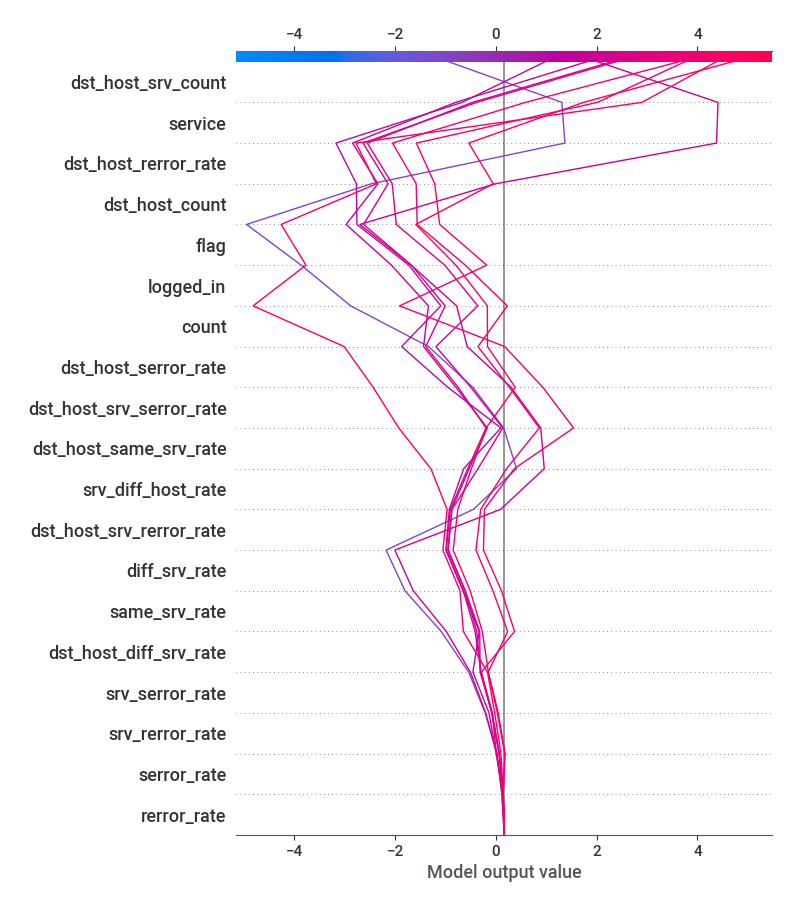 −4 −2 0 2 4
dst_host_srv_count
service
dst_host_rerror_rate
dst_host_count
flag
logged_in
count
dst_host_serror_rate
dst_host_srv_serror_rate
dst_host_same_srv_rate
srv_diff_host_rate
dst_host_srv_rerror_rate
diff_srv_rate
same_srv_rate
dst_host_diff_srv_rate
srv_serror_rate
srv_rerror_rate
serror_rate
rerror_rate
−4 −2 0 2 4
Model output value